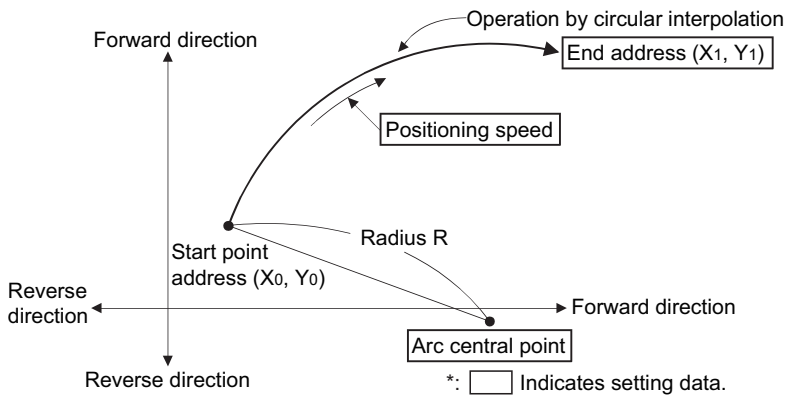 Operation by circular interpolation
Forward direction
End address (X1, Y1)
Positioning speed
Radius R
Start point
address (X0, Y0)
Reverse
direction
Forward direction
Arc central point
Reverse direction
*: Indicates setting data.